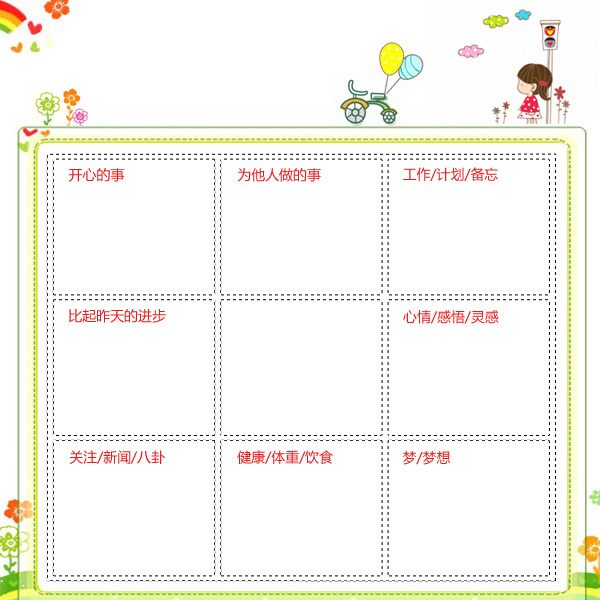 开心的事
为他人做的事
工作/计划/备忘
比起昨天的进步
心情/感悟/灵感
关注/新闻/八卦
健康/体重/饮食
梦/梦想